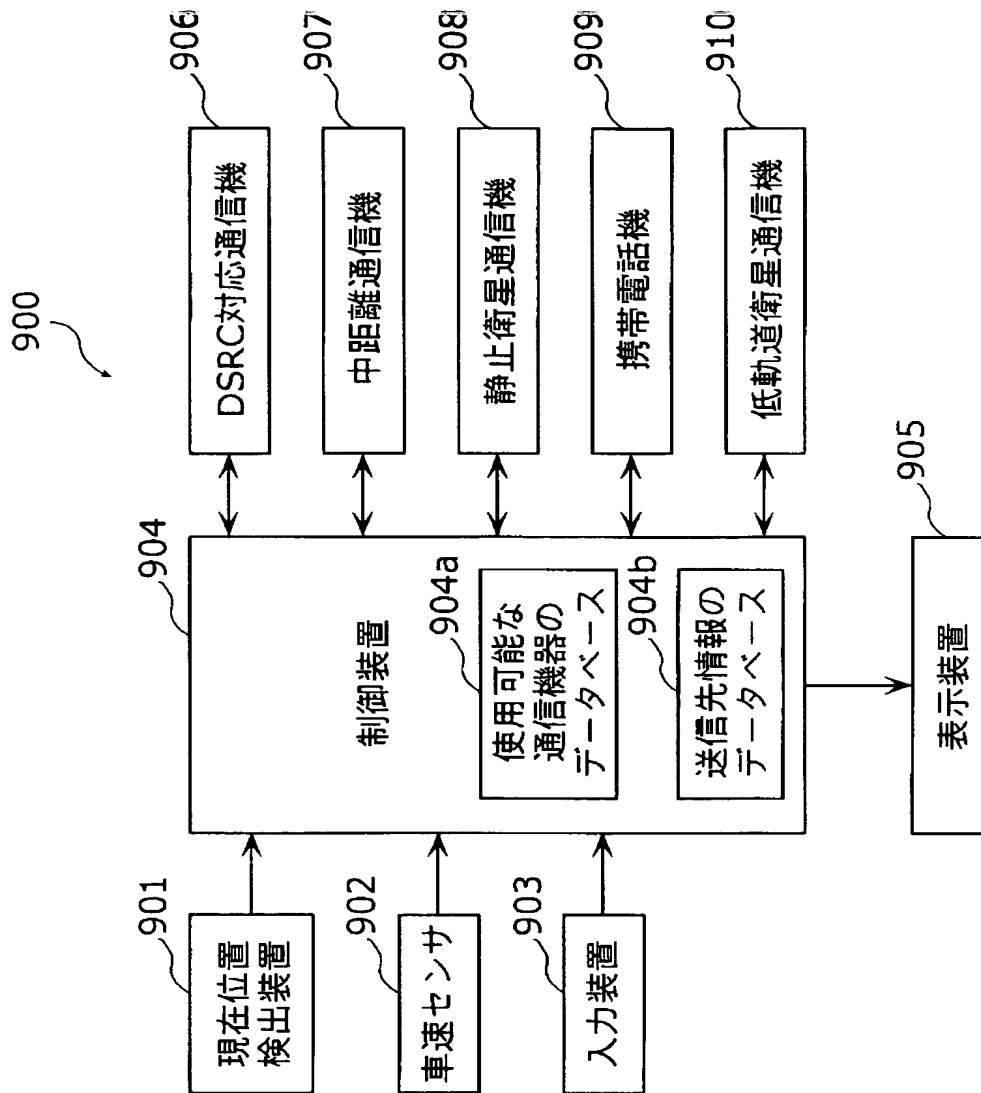 900
901
現在位置
検出装置
902
車速センサ
903
入力装置
904
制御装置
904a
使用可能な
通信機器の
データベース
904b
送信先情報の
データベース
905
表示装置
906
DSRC対応通信機
907
中距離通信機
908
静止衛星通信機
909
携帯電話機
910
低軌道衛星通信機